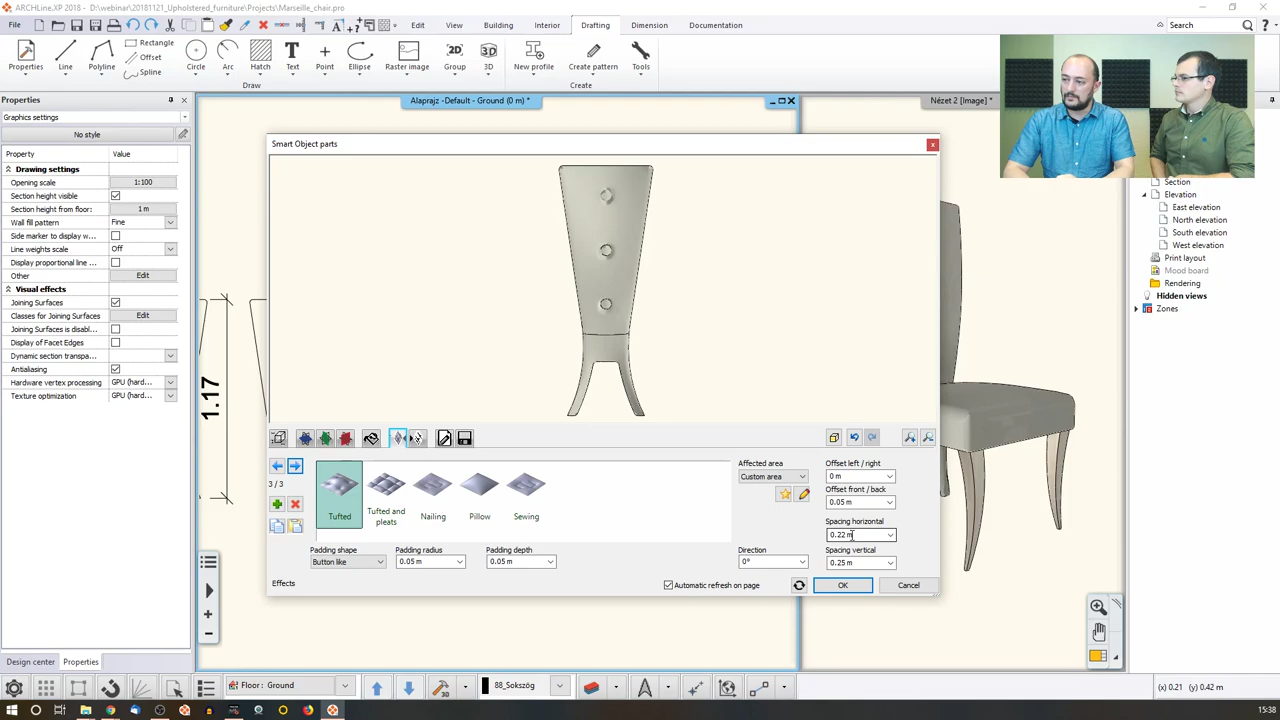 ARCHLine.XP 2018 - D:\webinar\20181121_Upholstered_furniture\Projects\Marseille_chair.pro
File Edit View Building Interior Drafting Dimension Documentation Search
Properties Line Polyline Rectangle Offset Spline Circle Arc Hatch Text Point Ellipse Raster image Group 3D New profile Create pattern Tools
Draw Create
Properties
Graphics settings
No style
Property Value
Drawing settings
Opening scale 1:100
Section height visible
Section height from floor: 1 m
Wall fill pattern Fine
Side marker to display w...
Line weights scale Off
Display proportional line ...
Other Edit
Visual effects
Joining Surfaces
Classes for Joining Surfaces Edit
Joining Surfaces is disabl...
Display of Facet Edges
Dynamic section transpa...
Antialiasing
Hardware vertex processing GPU (hard...
Texture optimization GPU (hard...
Design center Properties
Alaprajz -Default - Ground (0 m) *
Nézet 2 [Image] *
1.17
Smart Object parts
3 / 3
Tufted
Tufted and pleats
Nailing
Pillow
Sewing
Padding shape
Button like
Padding radius
0.05 m
Padding depth
0.05 m
Effects
Affected area
Custom area
Direction
0°
Offset left / right
0 m
Offset front / back
0.05 m
Spacing horizontal
0.22 m
Spacing vertical
0.25 m
Automatic refresh on page
OK Cancel
Section
Elevation
East elevation
North elevation
South elevation
West elevation
Print layout
Mood board
Rendering
Hidden views
Zones
Floor : Ground
88_Sokszög
(x) 0.21 (y) 0.42 m
15:38